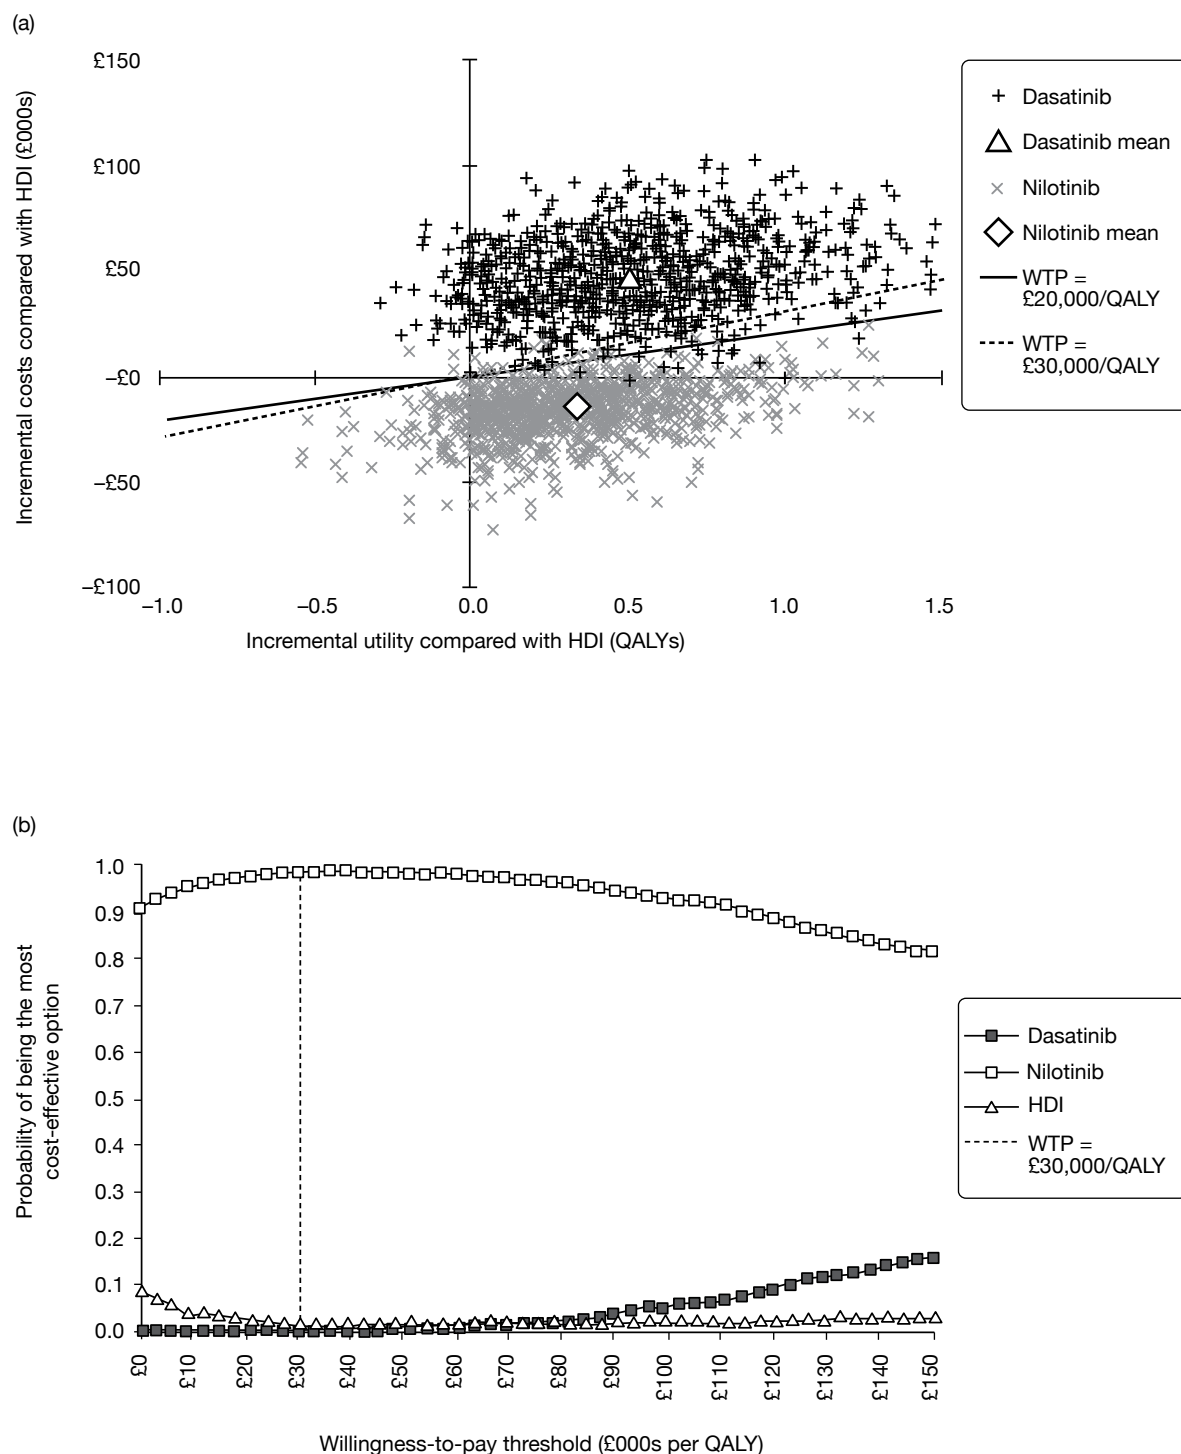 (a)
£150
£100
£50
–£0
–£50
–£100
–1.0 –0.5 0.0 0.5 1.0 1.5
Incremental costs compared with HDI (£000s)
Incremental utility compared with HDI (QALYs)
Dasatinib
Dasatinib mean
Nilotinib
Nilotinib mean
WTP =
£20,000/QALY
WTP =
£30,000/QALY
(b)
1.0
0.9
0.8
0.7
0.6
0.5
0.4
0.3
0.2
0.1
0.0
£0 £10 £20 £30 £40 £50 £60 £70 £80 £90 £100 £110 £120 £130 £140 £150
Probability of being the most
cost-effective option
Willingness-to-pay threshold (£000s per QALY)
Dasatinib
Nilotinib
HDI
WTP =
£30,000/QALY